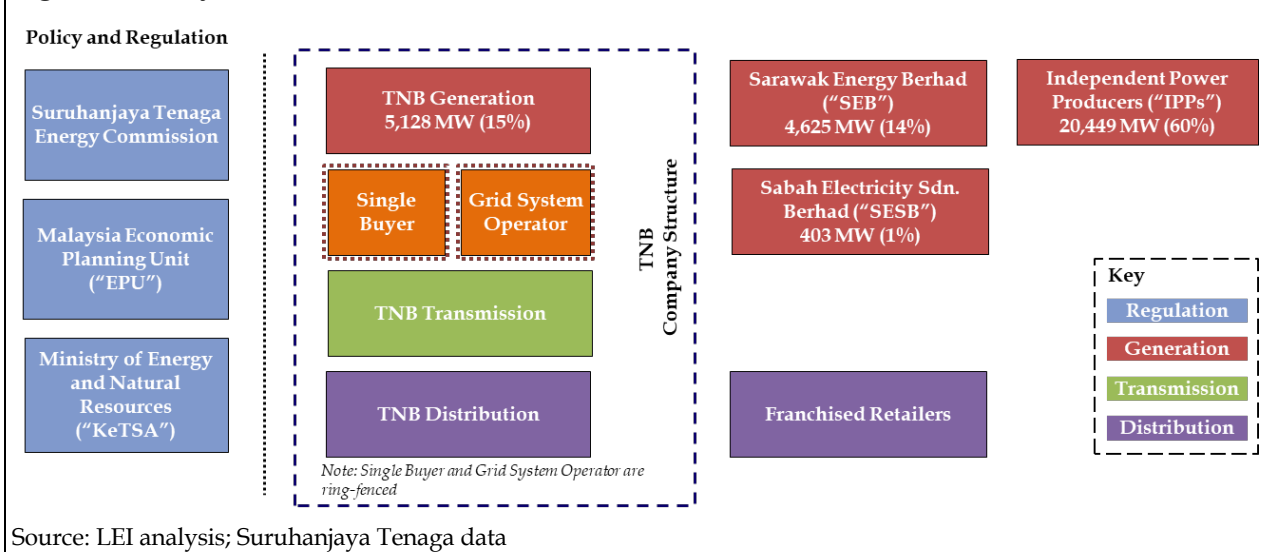 Policy and Regulation
Suruhanjaya Tenaga
Energy Commission
Malaysia Economic
Planning Unit
("EPU")
Ministry of Energy
and Natural
Resources
("KeTSA")
TNB Generation
5,128 MW (15%)
Single
Buyer
Grid System
Operator
TNB Transmission
TNB Distribution
Note: Single Buyer and Grid System Operator are
ring-fenced
TNB
Company Structure
Sarawak Energy Berhad
("SEB")
4,625 MW (14%)
Independent Power
Producers ("IPPs")
20,449 MW (60%)
Sabah Electricity Sdn.
Berhad ("SESB")
403 MW (1%)
Franchised Retailers
Key
Regulation
Generation
Transmission
Distribution
Source: LEI analysis; Suruhanjaya Tenaga data